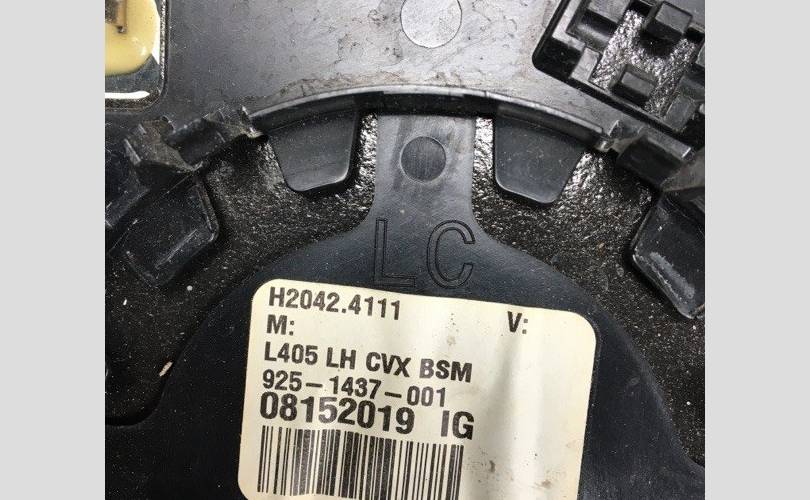 LC
H2042.4111
M: V:
L405 LH CVX BSM
925-1437-001
08152019 IG